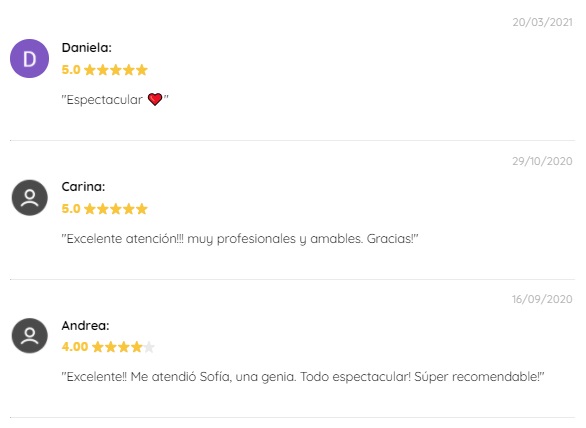 20/03/2021
D
Daniela:
5.0 ★★★★★
"Espectacular ❤️"
29/10/2020
Carina:
5.0 ★★★★★
"Excelente atención!!! muy profesionales y amables. Gracias!"
16/09/2020
Andrea:
4.00 ★★★★★
"Excelente!! Me atendió Sofía, una genia. Todo espectacular! Súper recomendable!"